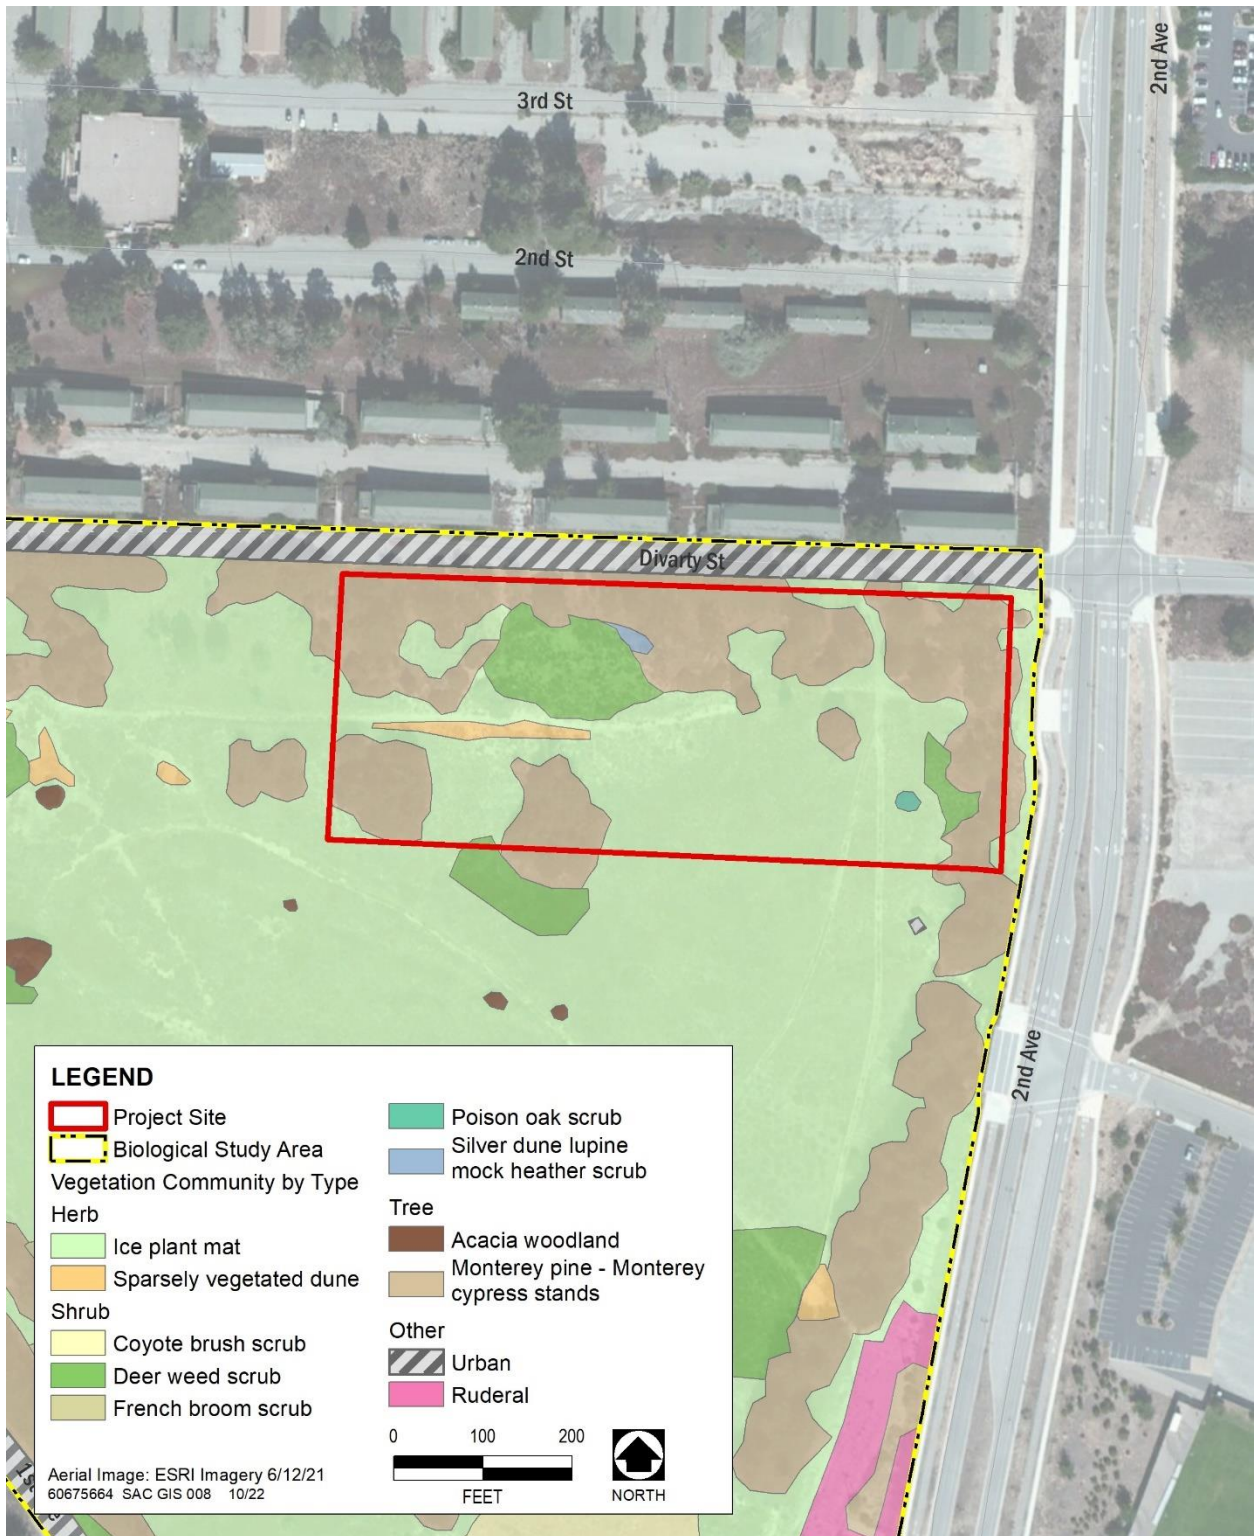 2nd Ave
3rd St
2nd St
Divarty St
2nd Ave
LEGEND
Project Site
Biological Study Area
Vegetation Community by Type
Herb
Ice plant mat
Sparsely vegetated dune
Shrub
Coyote brush scrub
Deer weed scrub
French broom scrub
Poison oak scrub
Silver dune lupine
mock heather scrub
Tree
Acacia woodland
Monterey pine - Monterey
cypress stands
Other
Urban
Ruderal
0 100 200
FEET
NORTH
Aerial Image: ESRI Imagery 6/12/21
60675664 SAC GIS 008 10/22